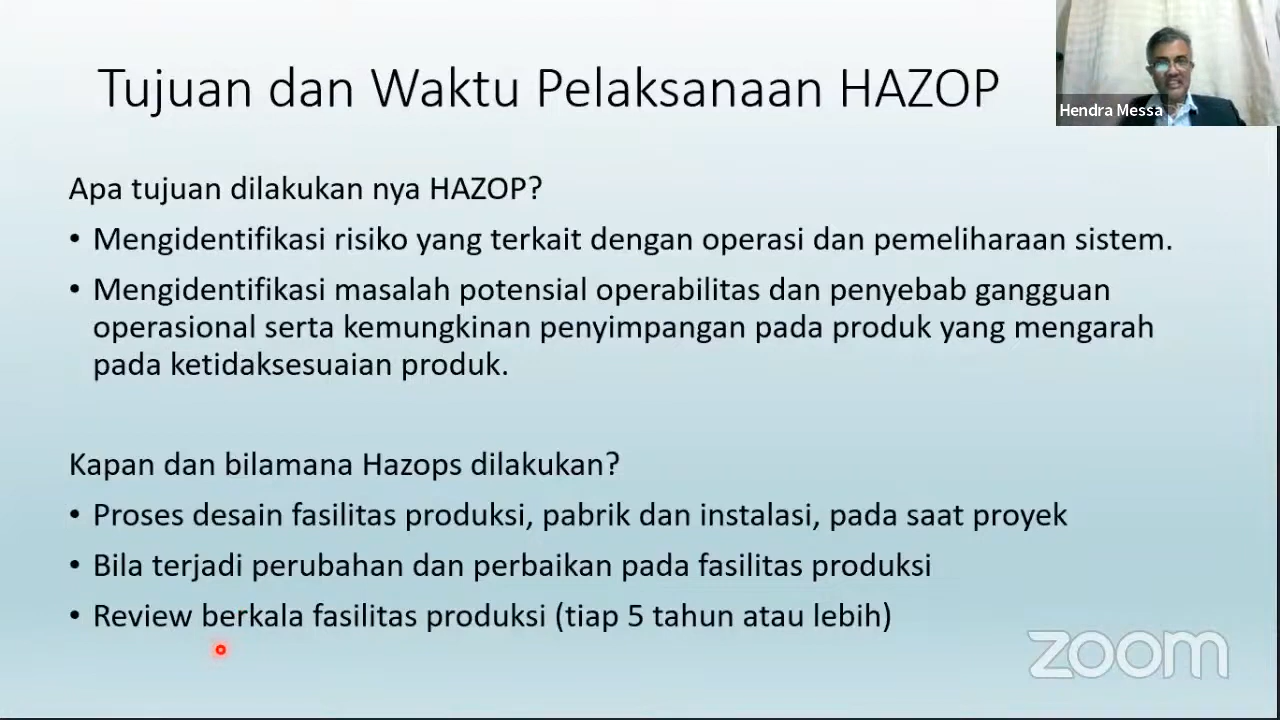 Tujuan dan Waktu Pelaksanaan HAZOP
Hendra Messa
Apa tujuan dilakukan nya HAZOP?
• Mengidentifikasi risiko yang terkait dengan operasi dan pemeliharaan sistem.
• Mengidentifikasi masalah potensial operabilitas dan penyebab gangguan
operasional serta kemungkinan penyimpangan pada produk yang mengarah
pada ketidaksesuaian produk.
Kapan dan bilamana Hazops dilakukan?
• Proses desain fasilitas produksi, pabrik dan instalasi, pada saat proyek
• Bila terjadi perubahan dan perbaikan pada fasilitas produksi
• Review berkala fasilitas produksi (tiap 5 tahun atau lebih)
zoom